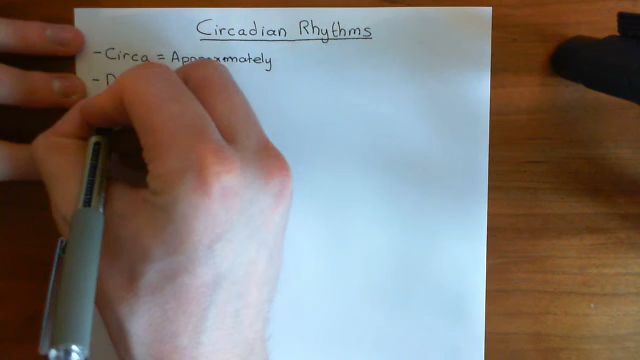 Circadian Rhythms
- Circa = Approximately
- D